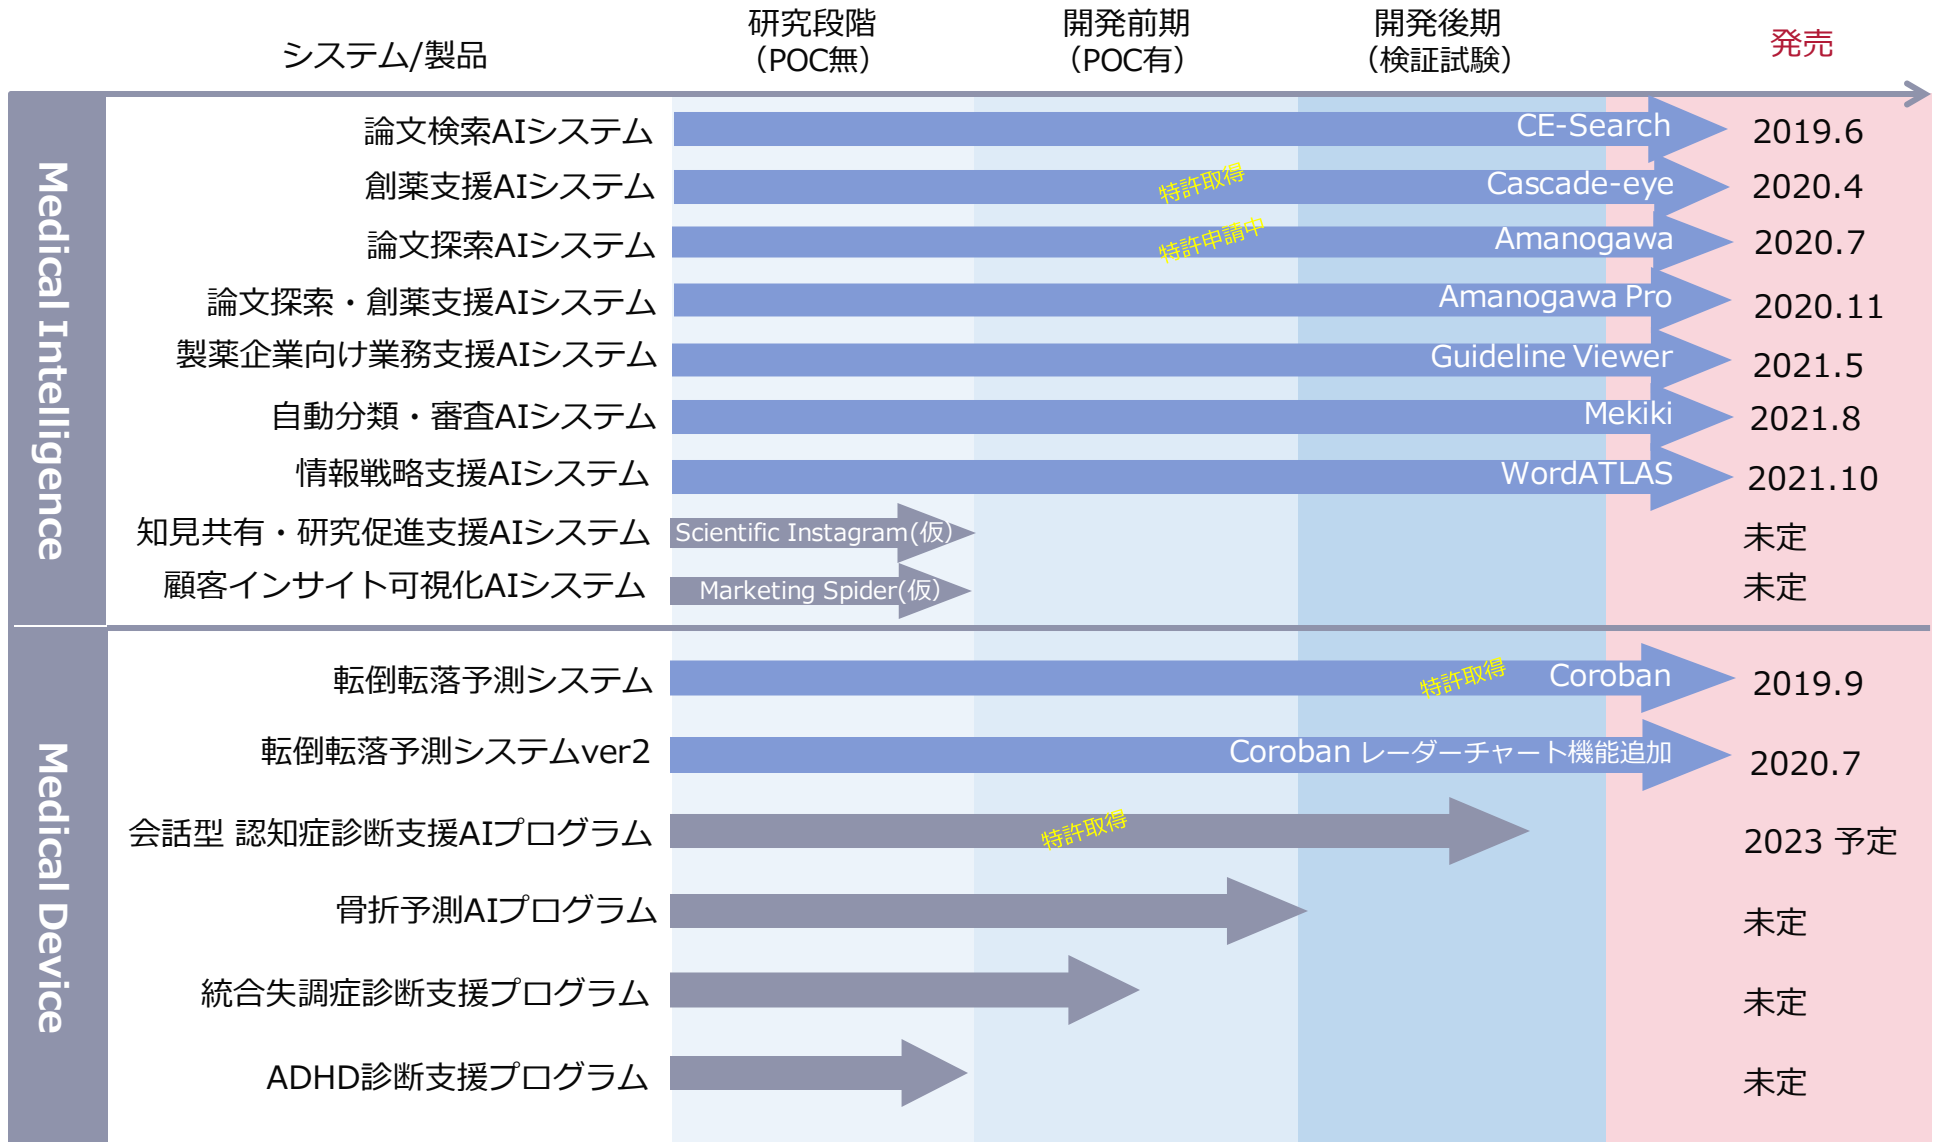 システム/製品
研究段階
（POC無）
開発前期
（POC有）
開発後期
（検証試験）
発売
Medical Intelligence
論文検索AIシステム
CE-Search
2019.6
創薬支援AIシステム
特許取得
Cascade-eye
2020.4
論文探索AIシステム
特許申請中
Amanogawa
2020.7
論文探索・創薬支援AIシステム
Amanogawa Pro
2020.11
製薬企業向け業務支援AIシステム
Guideline Viewer
2021.5
自動分類・審査AIシステム
Mekiki
2021.8
情報戦略支援AIシステム
WordATLAS
2021.10
知見共有・研究促進支援AIシステム
Scientific Instagram(仮)
未定
顧客インサイト可視化AIシステム
Marketing Spider(仮)
未定
Medical Device
転倒転落予測システム
特許取得
Coroban
2019.9
転倒転落予測システムver2
Coroban レーダーチャート機能追加
2020.7
会話型 認知症診断支援AIプログラム
特許取得
2023 予定
骨折予測AIプログラム
未定
統合失調症診断支援プログラム
未定
ADHD診断支援プログラム
未定